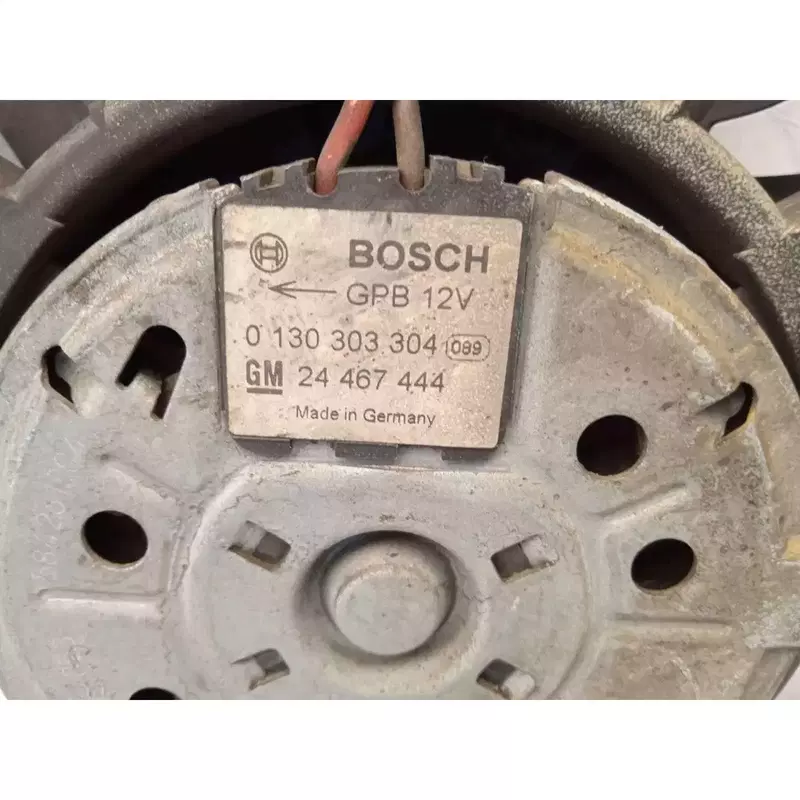 BOSCH
GPB 12V
0 130 303 304 089
GM 24 467 444
Made in Germany